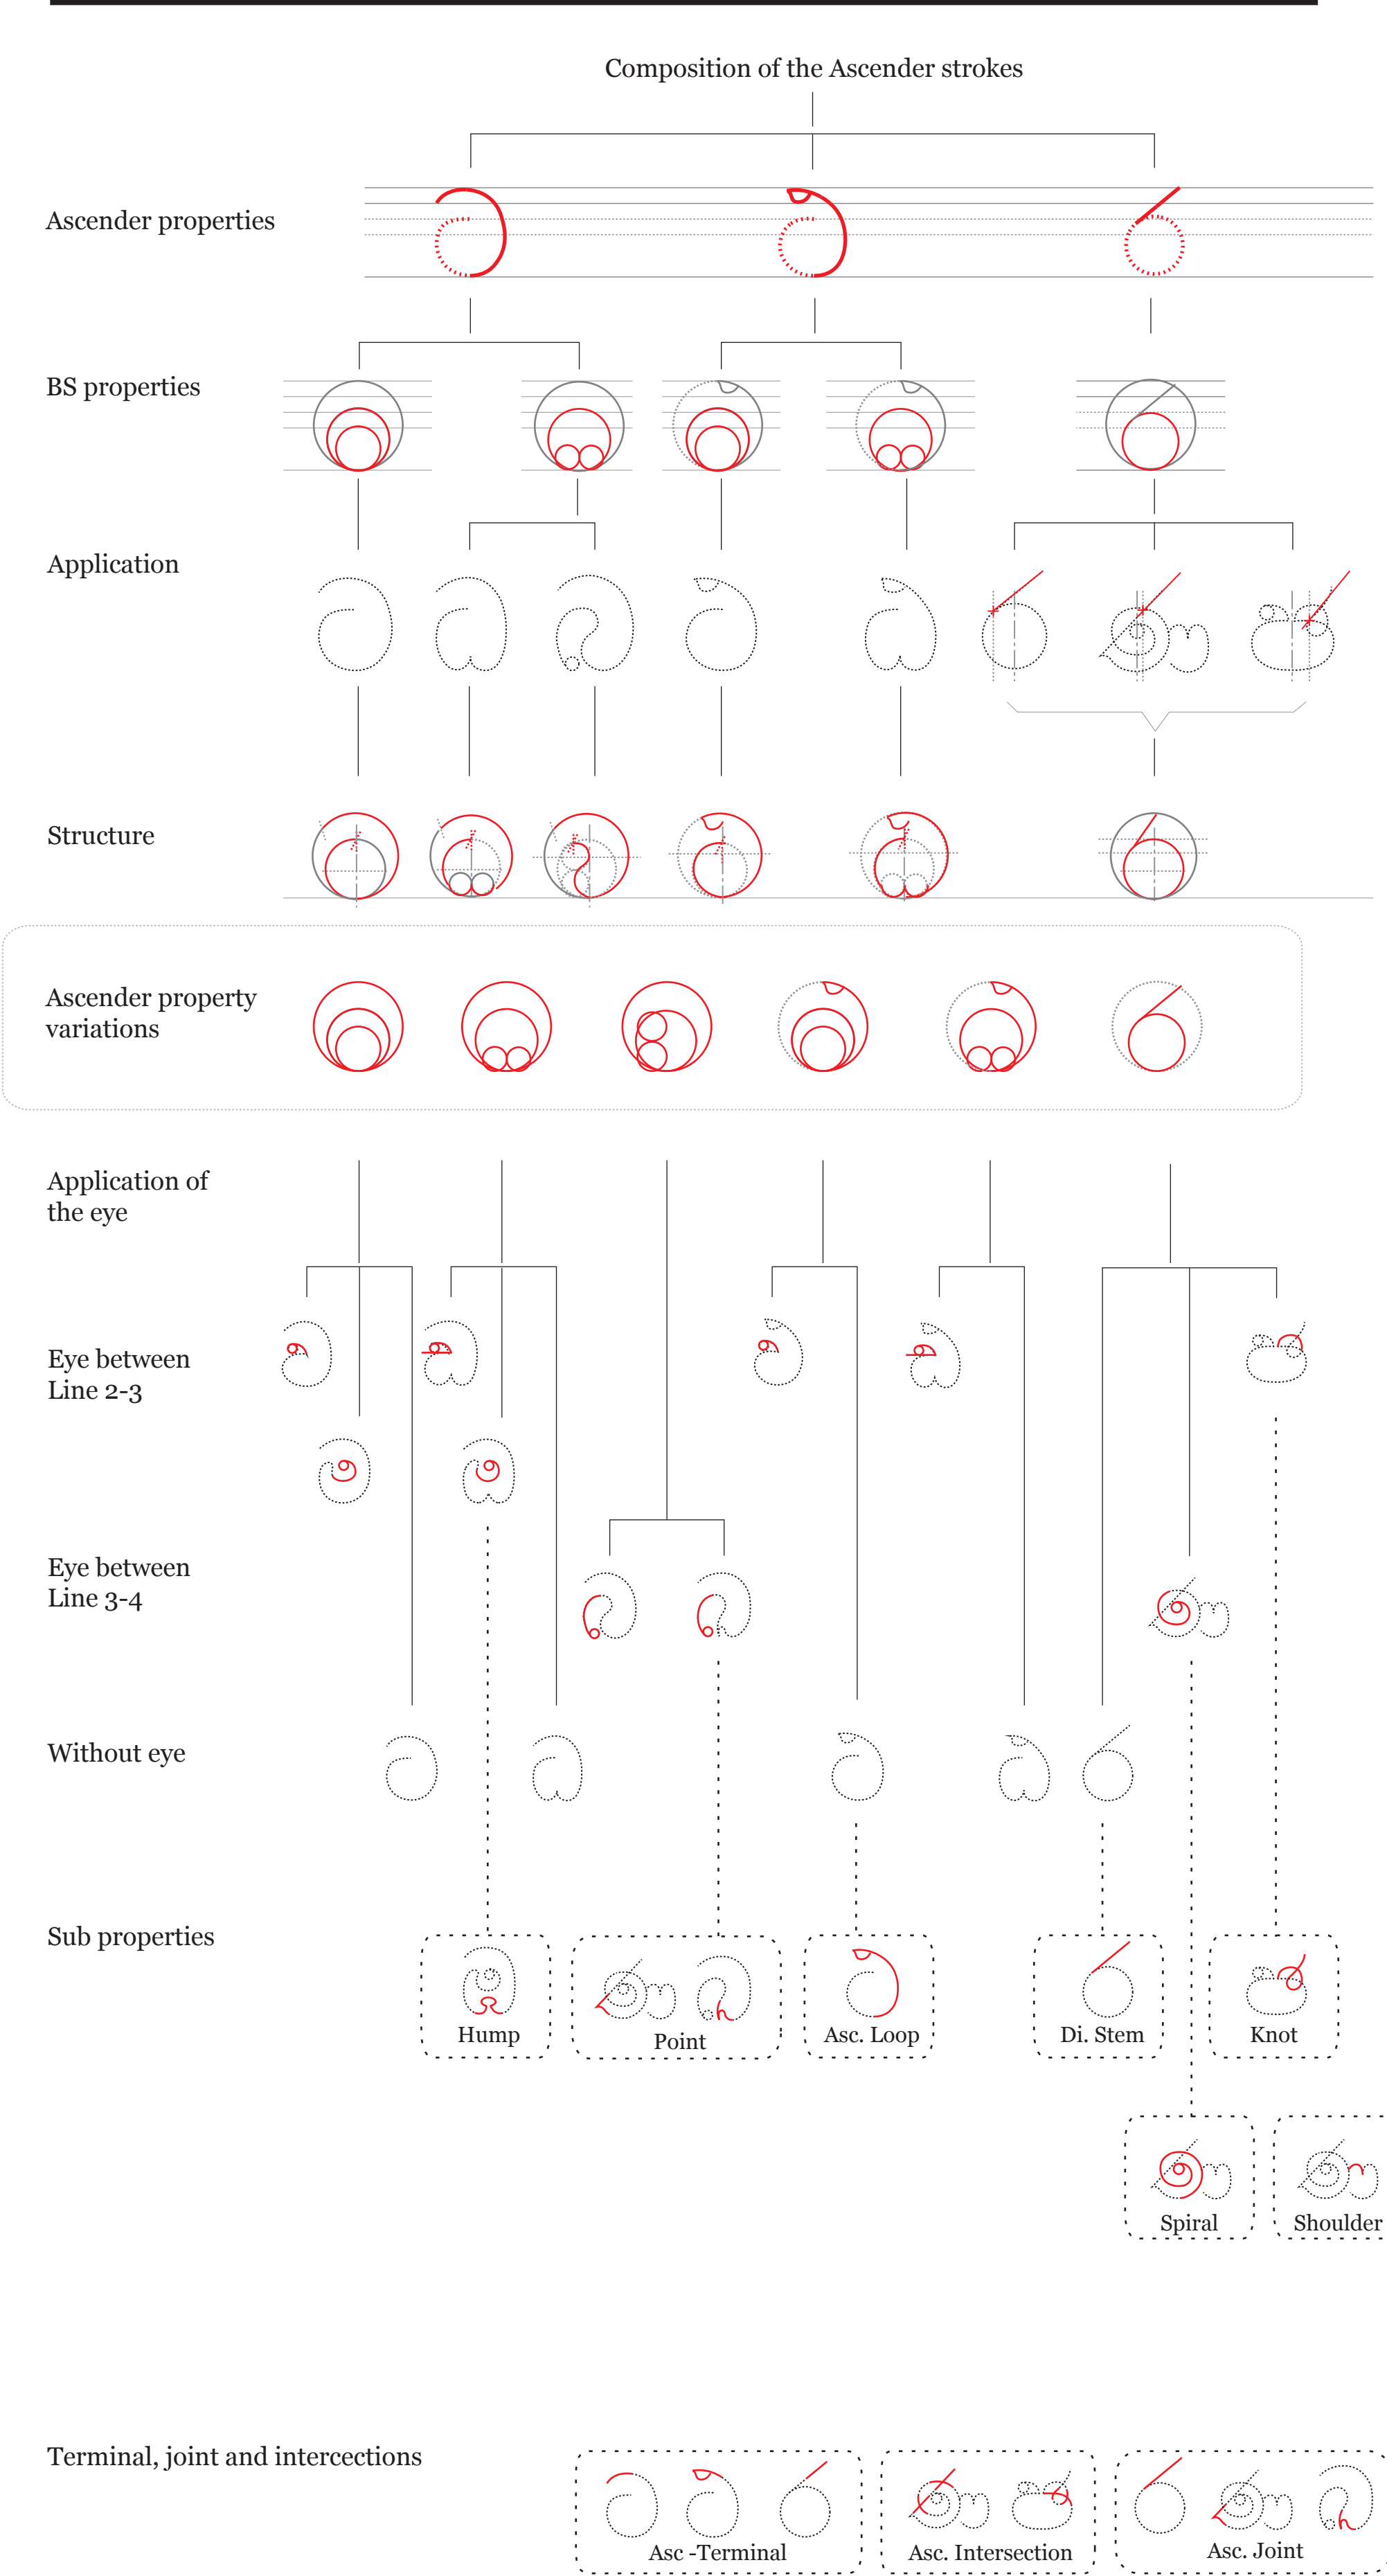 Composition of the Ascender strokes
Ascender properties
BS properties
Application
Structure
Ascender property
variations
Application of
the eye
Eye between
Line 2-3
Eye between
Line 3-4
Without eye
Sub properties
Hump
Point
Asc. Loop
Di. Stem
Knot
Spiral
Shoulder
Terminal, joint and intercections
Asc -Terminal
Asc. Intersection
Asc. Joint